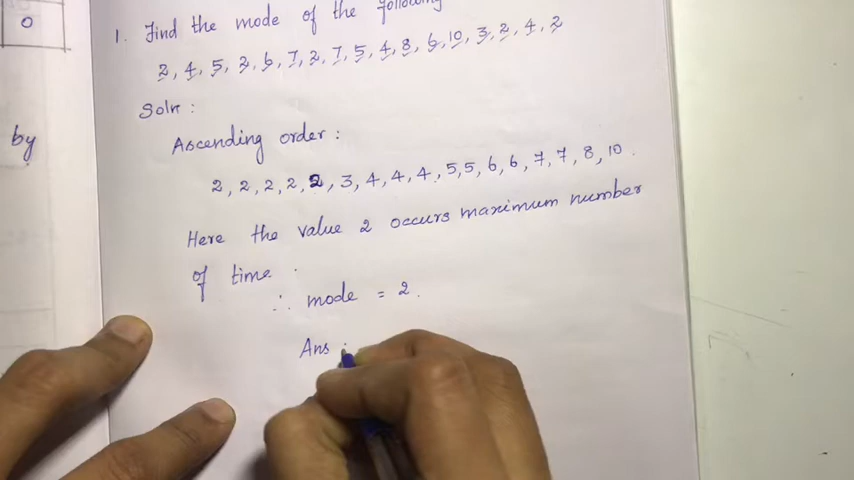 0
by
1. Find the mode of the following
2, 4, 5, 2, 6, 7, 2, 7, 5, 4, 8, 6, 10, 3, 2, 4, 2
Soln :
Ascending order :
2, 2, 2, 2, 2, 3, 4, 4, 4, 5, 5, 6, 6, 7, 7, 8, 10.
Here the value 2 occurs maximum number
of time.
∴ mode = 2.
Ans :